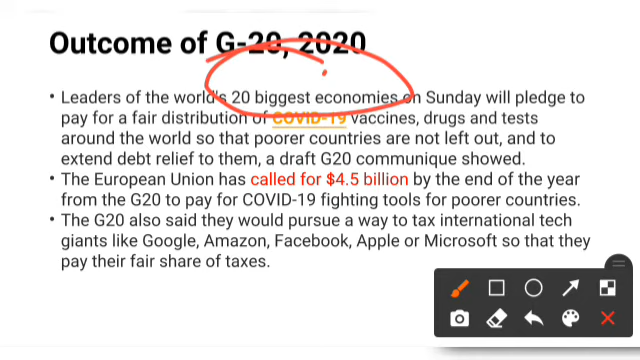 Outcome of G-20, 2020
• Leaders of the world's 20 biggest economies on Sunday will pledge to
pay for a fair distribution of COVID-19 vaccines, drugs and tests
around the world so that poorer countries are not left out, and to
extend debt relief to them, a draft G20 communique showed.
• The European Union has called for $4.5 billion by the end of the year
from the G20 to pay for COVID-19 fighting tools for poorer countries.
• The G20 also said they would pursue a way to tax international tech
giants like Google, Amazon, Facebook, Apple or Microsoft so that they
pay their fair share of taxes.